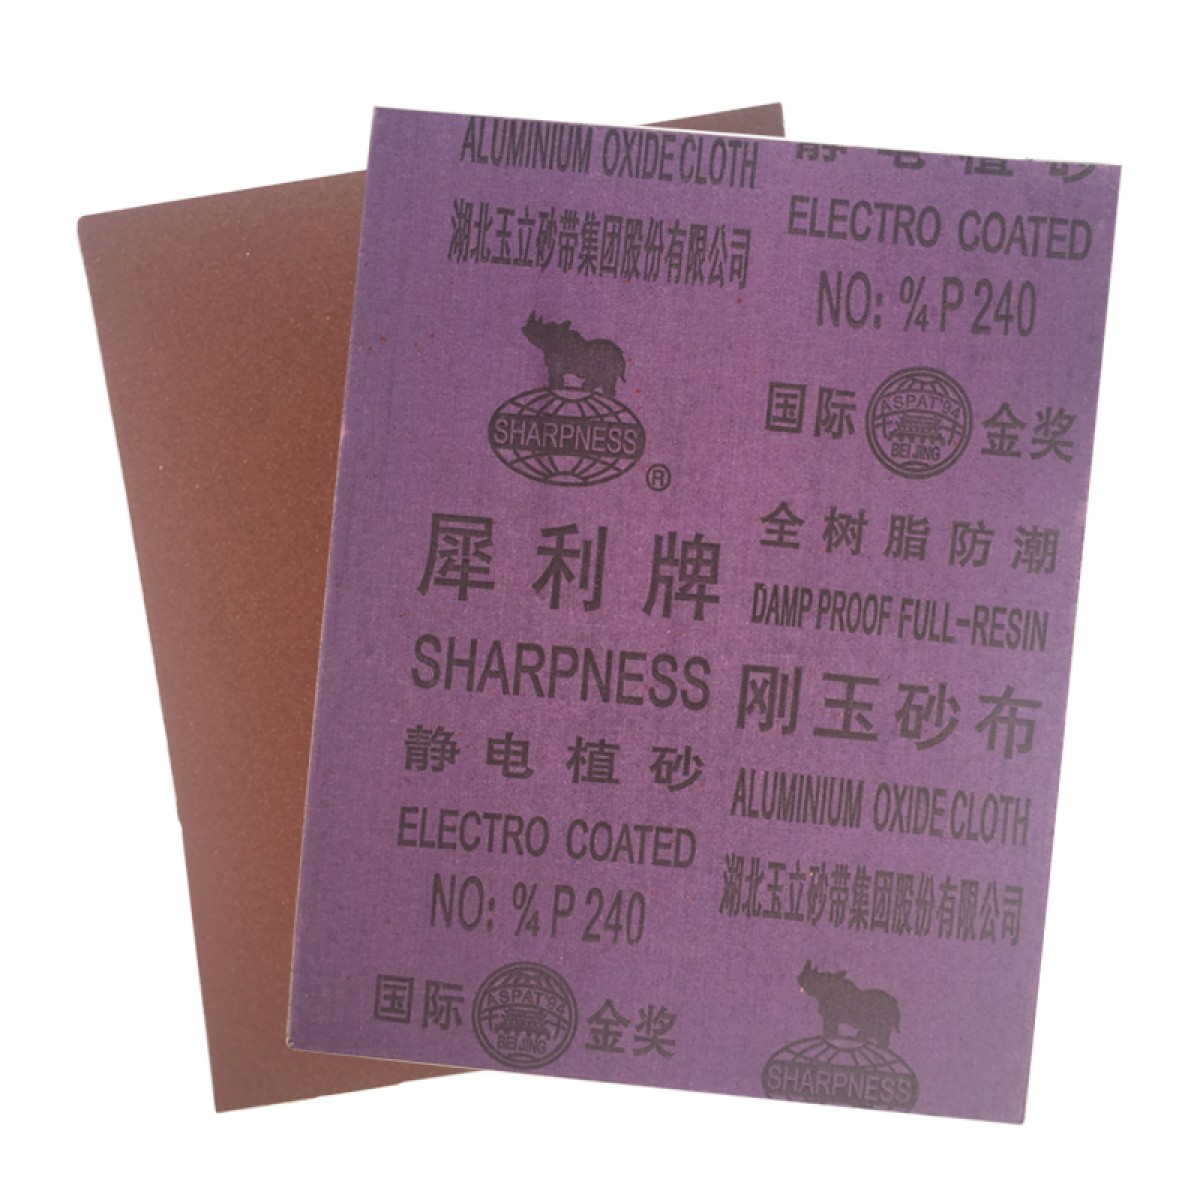 ALUMINIUM OXIDE CLOTH
湖北玉立砂带集团股份有限公司
SHARPNESS
®
犀利牌
SHARPNESS
静电植砂
ELECTRO COATED
NO: 0/4 P 240
国际 ASPAT'94 BEIJING 金奖
静电植砂
ELECTRO COATED
NO: 0/4 P 240
国际 ASPAT'94 BEIJING 金奖
全树脂防潮
DAMP PROOF FULL-RESIN
刚玉砂布
ALUMINIUM OXIDE CLOTH
湖北玉立砂带集团股份有限公司
SHARPNESS